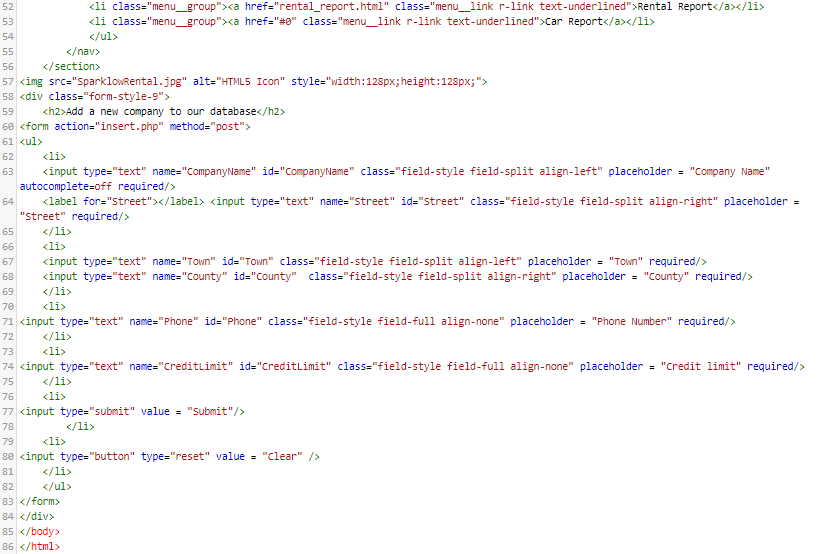 52 <li class="menu__group"><a href="rental_report.html" class="menu__link r-link text-underlined">Rental Report</a></li>
53 <li class="menu__group"><a href="#0" class="menu__link r-link text-underlined">Car Report</a></li>
54 </ul>
55 </nav>
56 </section>
57 <img src="SparklowRental.jpg" alt="HTML5 Icon" style="width:128px;height:128px;">
58 <div class="form-style-9">
59 <h2>Add a new company to our database</h2>
60 <form action="insert.php" method="post">
61 <ul>
62 <li>
63 <input type="text" name="CompanyName" id="CompanyName" class="field-style field-split align-left" placeholder = "Company Name"
autocomplete=off required/>
64 <label for="Street"></label> <input type="text" name="Street" id="Street" class="field-style field-split align-right" placeholder =
"Street" required/>
65 </li>
66 <li>
67 <input type="text" name="Town" id="Town" class="field-style field-split align-left" placeholder = "Town" required/>
68 <input type="text" name="County" id="County"  class="field-style field-split align-right" placeholder = "County" required/>
69 </li>
70 <li>
71 <input type="text" name="Phone" id="Phone" class="field-style field-full align-none" placeholder = "Phone Number" required/>
72 </li>
73 <li>
74 <input type="text" name="CreditLimit" id="CreditLimit" class="field-style field-full align-none" placeholder = "Credit limit" required/>
75 </li>
76 <li>
77 <input type="submit" value = "Submit"/>
78 </li>
79 <li>
80 <input type="button" type="reset" value = "Clear" />
81 </li>
82 </ul>
83 </form>
84 </div>
85 </body>
86 </html>